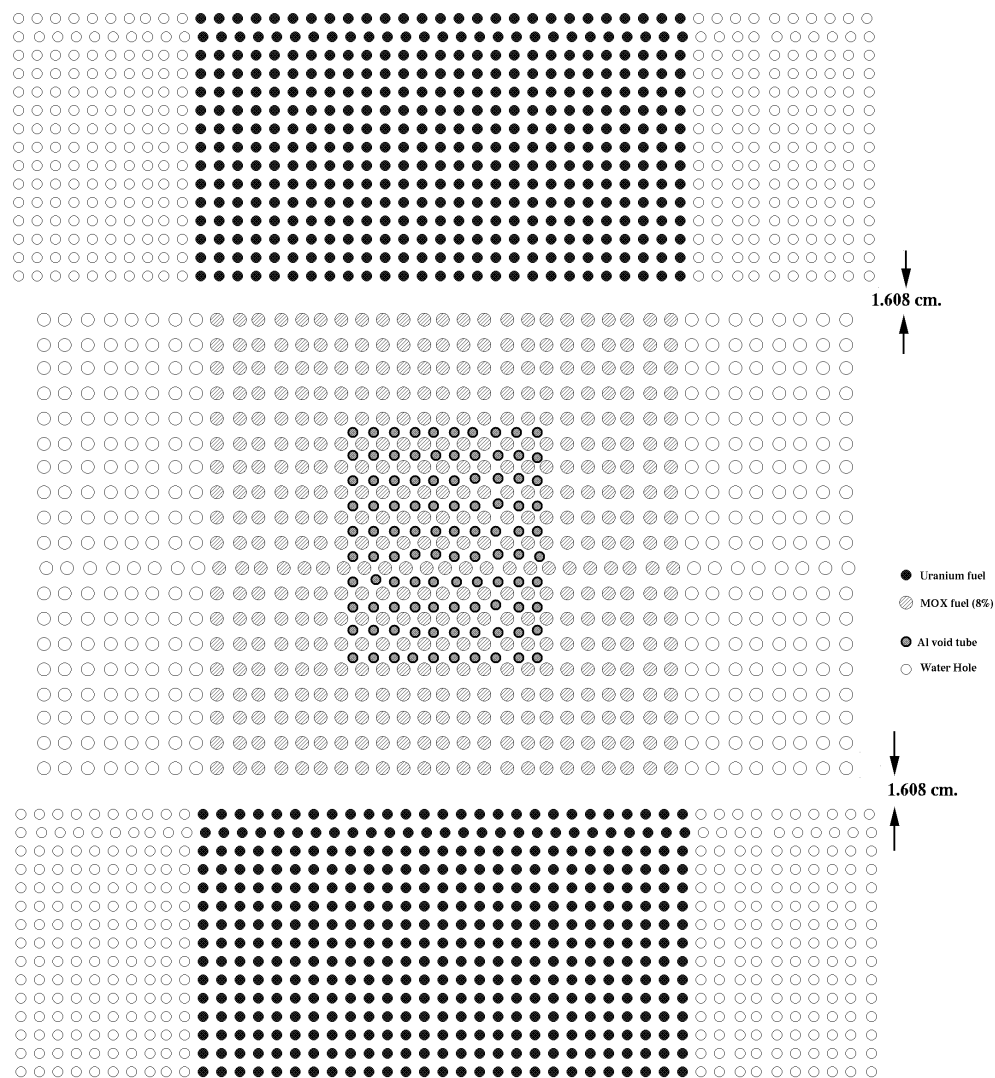 1.608 cm.
Uranium fuel
MOX fuel (8%)
Al void tube
Water Hole
1.608 cm.